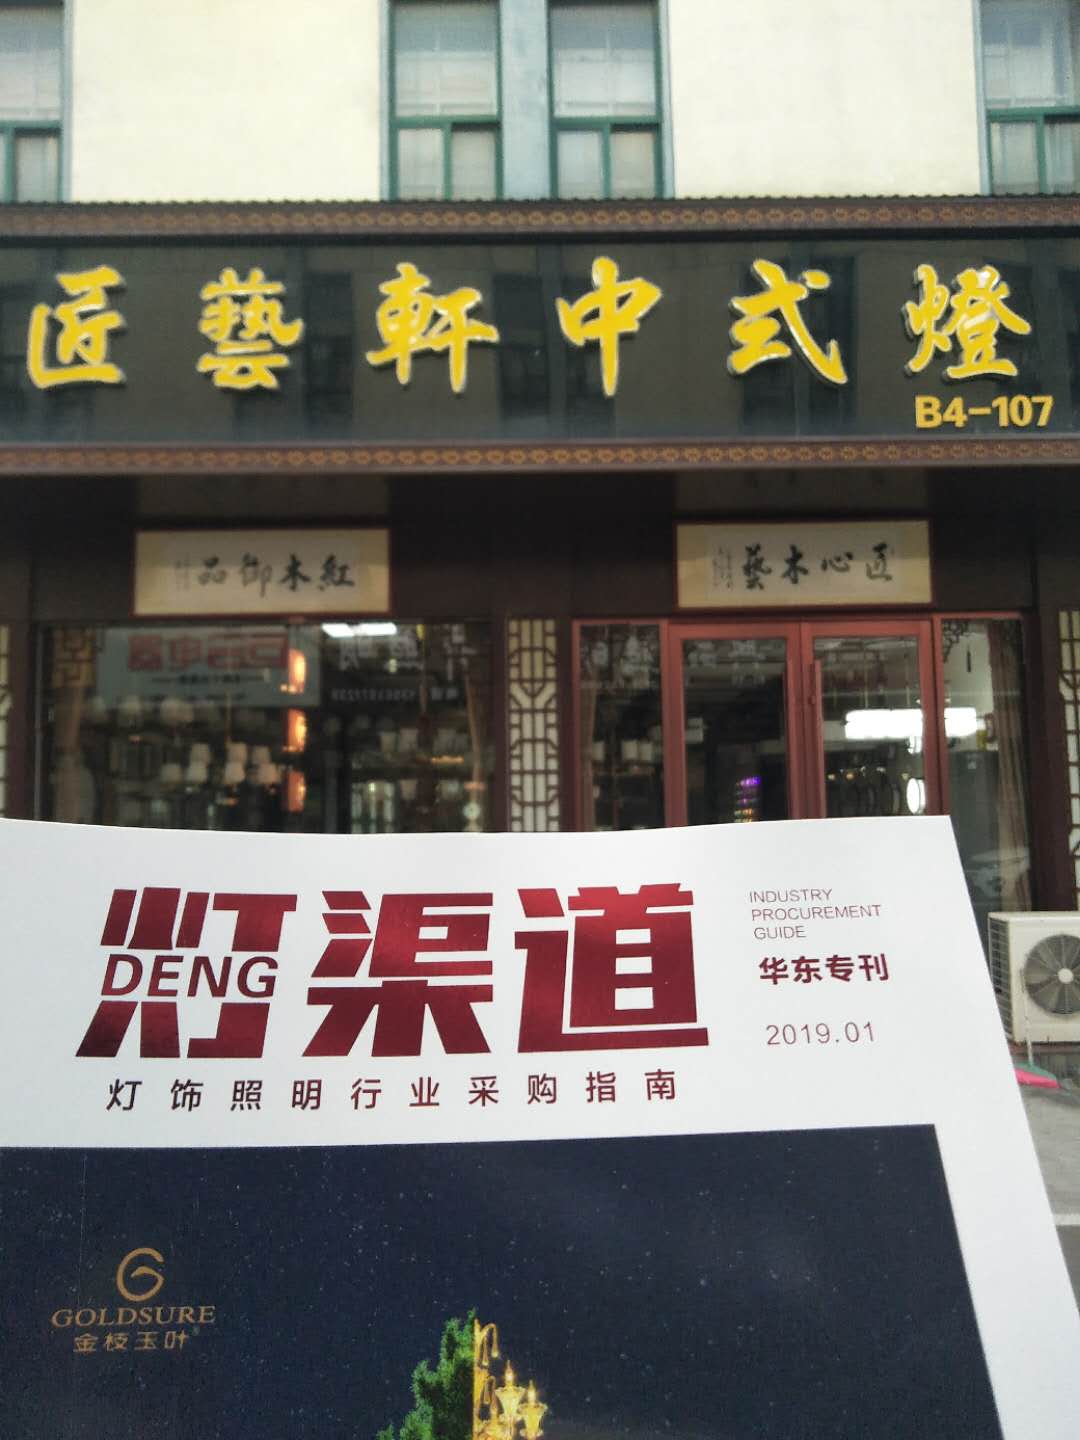 匠藝軒中式燈
B4-107
品御木紅
藝木心匠
灯渠道
DENG
INDUSTRY
PROCUREMENT
GUIDE
华东专刊
2019.01
灯饰照明行业采购指南
GOLDSURE
金枝玉叶®